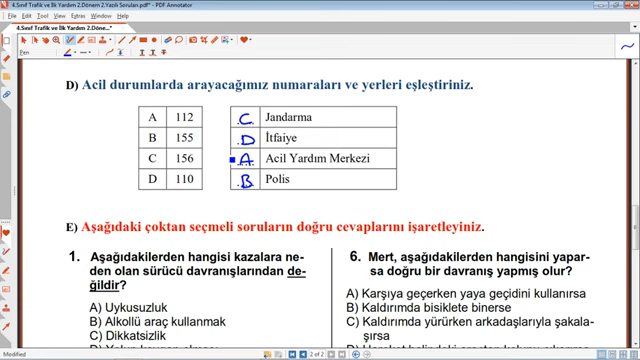 4.Sınıf Trafik ve İlk Yardım 2.Dönem 2.Yazılı Soruları.pdf* - PDF Annotator
File Edit View Insert Document Tools Window Help
4.Sınıf Trafik ve İlk Yardım 2.Döne...*
Pen
D) Acil durumlarda arayacağımız numaraları ve yerleri eşleştiriniz.
A 112 .C. Jandarma
B 155 .D. İtfaiye
C 156 .A. Acil Yardım Merkezi
D 110 .B. Polis
E) Aşağıdaki çoktan seçmeli soruların doğru cevaplarını işaretleyiniz.
1. Aşağıdakilerden hangisi kazalara ne-
den olan sürücü davranışlarından de-
ğildir?
A) Uykusuzluk
B) Alkollü araç kullanmak
C) Dikkatsizlik
6. Mert, aşağıdakilerden hangisini yapar-
sa doğru bir davranış yapmış olur?
A) Karşıya geçerken yaya geçidini kullanırsa
B) Kaldırımda bisiklete binerse
C) Kaldırımda yürürken arkadaşlarıyla şakala-
şırsa
Modified 2 of 2